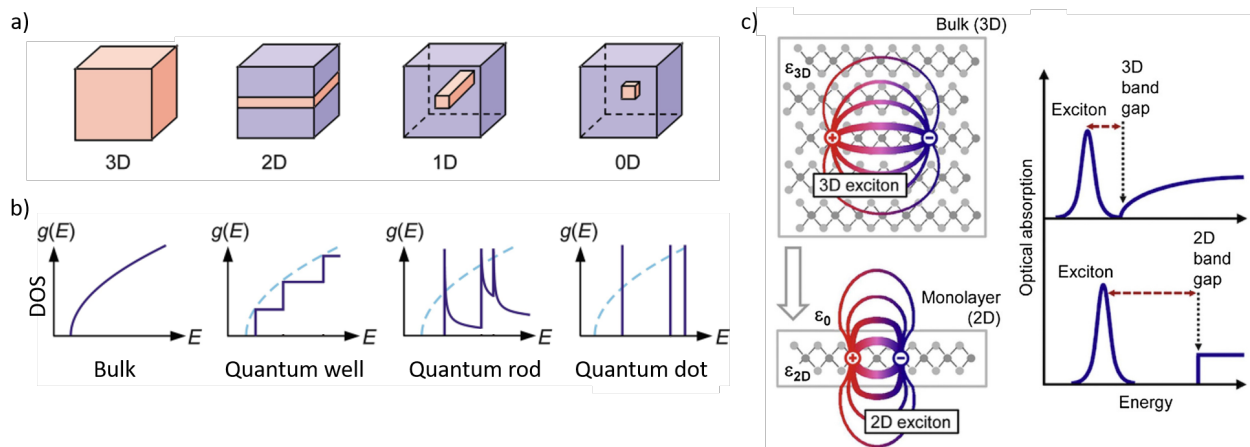 a)
3D
2D
1D
0D
b)
g(E)
g(E)
g(E)
g(E)
DOS
E
E
E
E
Bulk
Quantum well
Quantum rod
Quantum dot
c)
Bulk (3D)
ε3D
+
−
3D exciton
Monolayer
(2D)
ε0
+
−
ε2D
2D exciton
Optical absorption
Exciton
3D
band
gap
Exciton
2D
band
gap
Energy